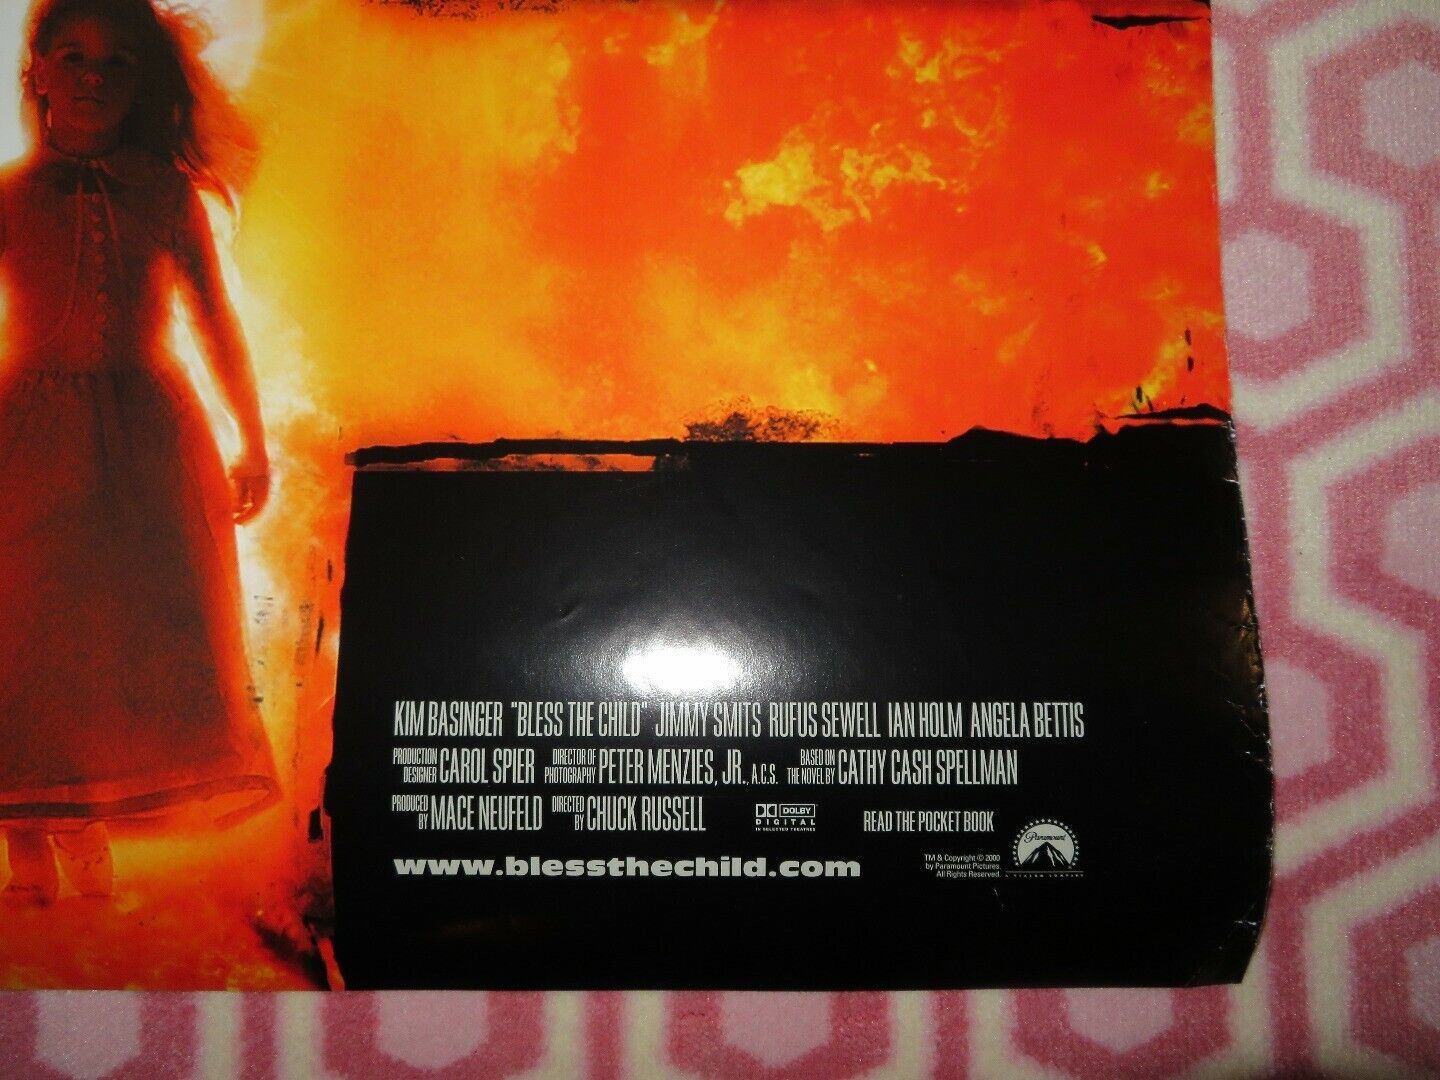 KIM BASINGER "BLESS THE CHILD" JIMMY SMITS RUFUS SEWELL IAN HOLM ANGELA BETTIS
PRODUCTION DESIGNER CAROL SPIER DIRECTOR OF PHOTOGRAPHY PETER MENZIES, JR., A.C.S. BASED ON THE NOVEL BY CATHY CASH SPELLMAN
PRODUCED BY MACE NEUFELD DIRECTED BY CHUCK RUSSELL
DOLBY
DIGITAL
IN SELECTED THEATRES
READ THE POCKET BOOK
www.blessthechild.com
TM & Copyright © 2000
by Paramount Pictures.
All Rights Reserved.
Paramount
A VIACOM COMPANY